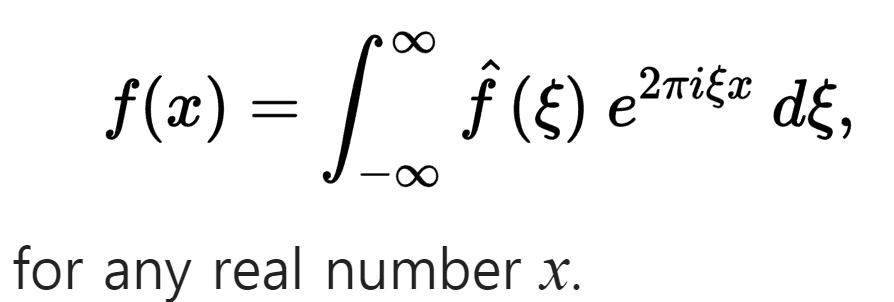 f(x) = ∫_{-∞}^{∞} f̂(ξ) e^{2πiξx} dξ,
for any real number x.